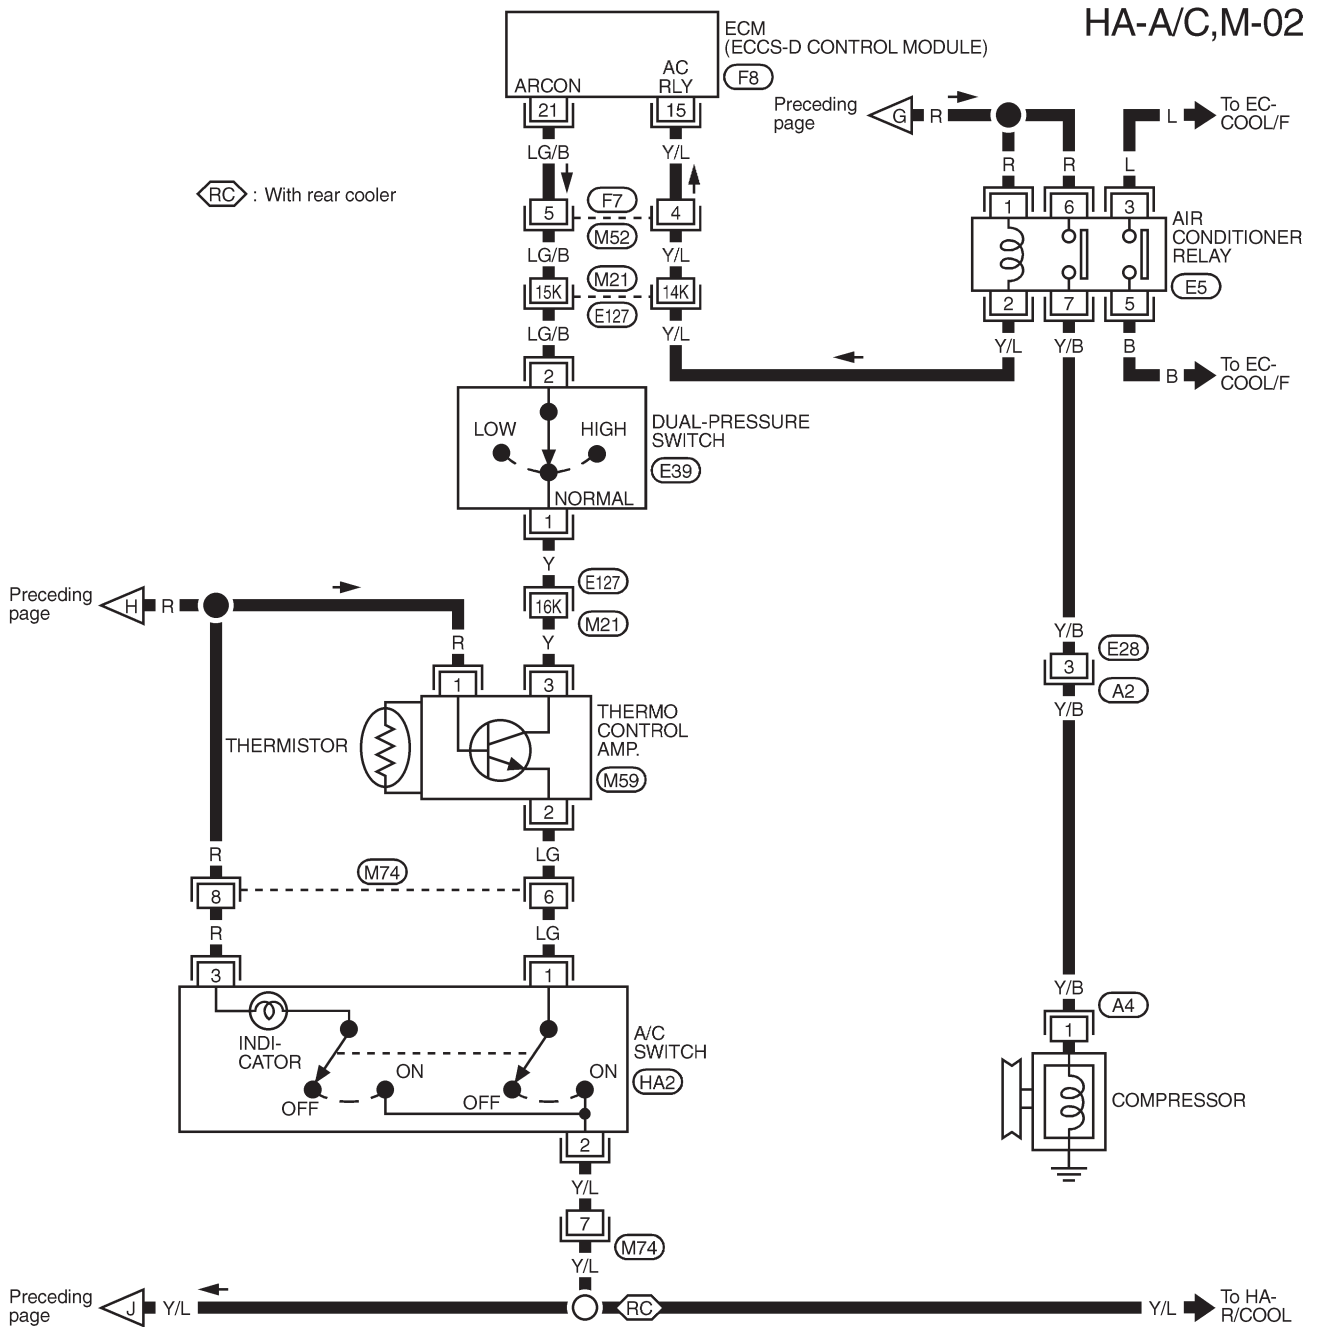 HA-A/C,M-02
ECM
(ECCS-D CONTROL MODULE)
F8
ARCON
AC
RLY
21
15
LG/B
Y/L
Preceding
page
G
R
L
To EC-
COOL/F
R
R
L
RC : With rear cooler
5
F7
4
M52
1
6
3
AIR
CONDITIONER
RELAY
E5
LG/B
Y/L
15K
M21
14K
E127
2
7
5
LG/B
Y/L
Y/L
Y/B
B
2
B
To EC-
COOL/F
LOW
HIGH
NORMAL
DUAL-PRESSURE
SWITCH
E39
1
Y
E127
16K
M21
Preceding
page
H
R
R
Y
Y/B
3
E28
A2
Y/B
1
3
THERMISTOR
THERMO
CONTROL
AMP.
M59
2
R
LG
M74
8
6
R
LG
3
1
Y/B
A4
1
INDI-
CATOR
OFF
ON
OFF
ON
A/C
SWITCH
HA2
COMPRESSOR
2
Y/L
7
M74
Y/L
Preceding
page
J
Y/L
RC
Y/L
To HA-
R/COOL